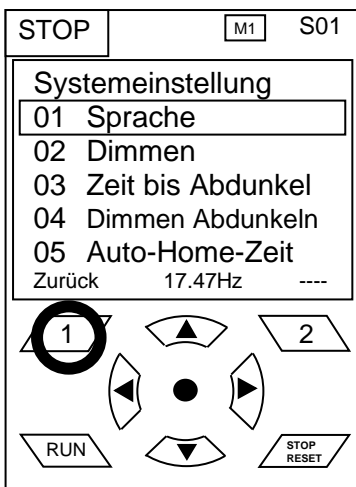 STOP M1 S01
Systemeinstellung
01 Sprache
02 Dimmen
03 Zeit bis Abdunkel
04 Dimmen Abdunkeln
05 Auto-Home-Zeit
Zurück 17.47Hz ----
1 2
RUN STOP
RESET